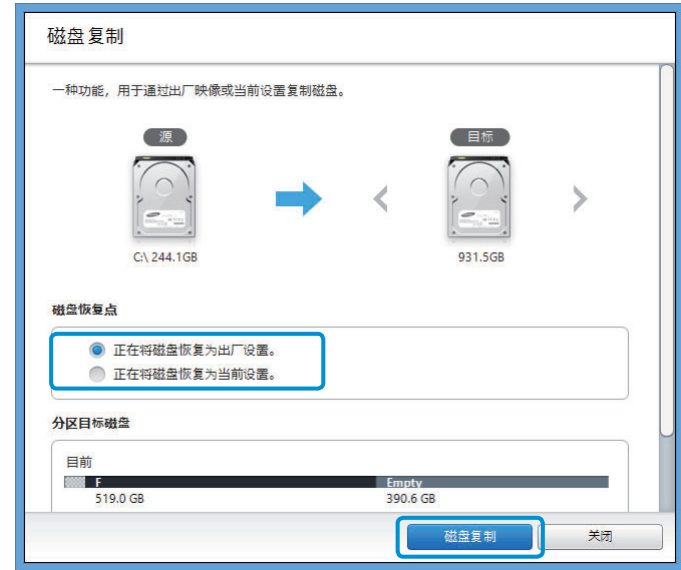 磁盘复制
一种功能，用于通过出厂映像或当前设置复制磁盘。
源
目标
C:\ 244.1GB
931.5GB
磁盘恢复点
正在将磁盘恢复为出厂设置。
正在将磁盘恢复为当前设置。
分区目标磁盘
目前
F
Empty
519.0 GB
390.6 GB
磁盘复制
关闭